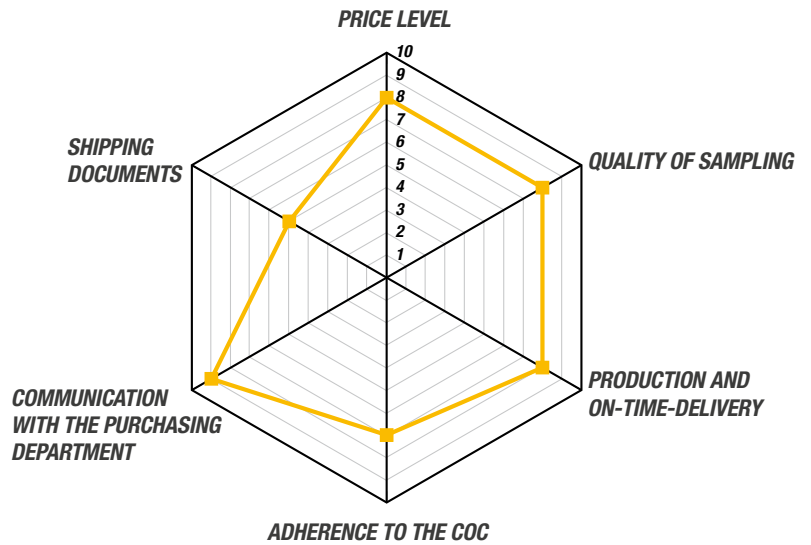 PRICE LEVEL
10
9
8
7
6
5
4
3
2
1
QUALITY OF SAMPLING
PRODUCTION AND
ON-TIME-DELIVERY
ADHERENCE TO THE COC
COMMUNICATION
WITH THE PURCHASING
DEPARTMENT
SHIPPING
DOCUMENTS